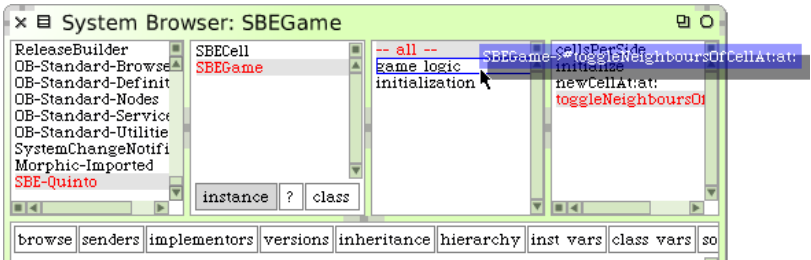 System Browser: SBEGame
ReleaseBuilder
OB-Standard-Browse
OB-Standard-Definit
OB-Standard-Nodes
OB-Standard-Service
OB-Standard-Utilitie
SystemChangeNotifi
Morphic-Imported
SBE-Quinto
SBECell
SBEGame
instance ? class
-- all --
game logic
initialization
SBEGame->#toggleNeighboursOfCellAt:at:
cellsPerSide
initialize
newCellAt:at:
toggleNeighboursOf
browse senders implementors versions inheritance hierarchy inst vars class vars so